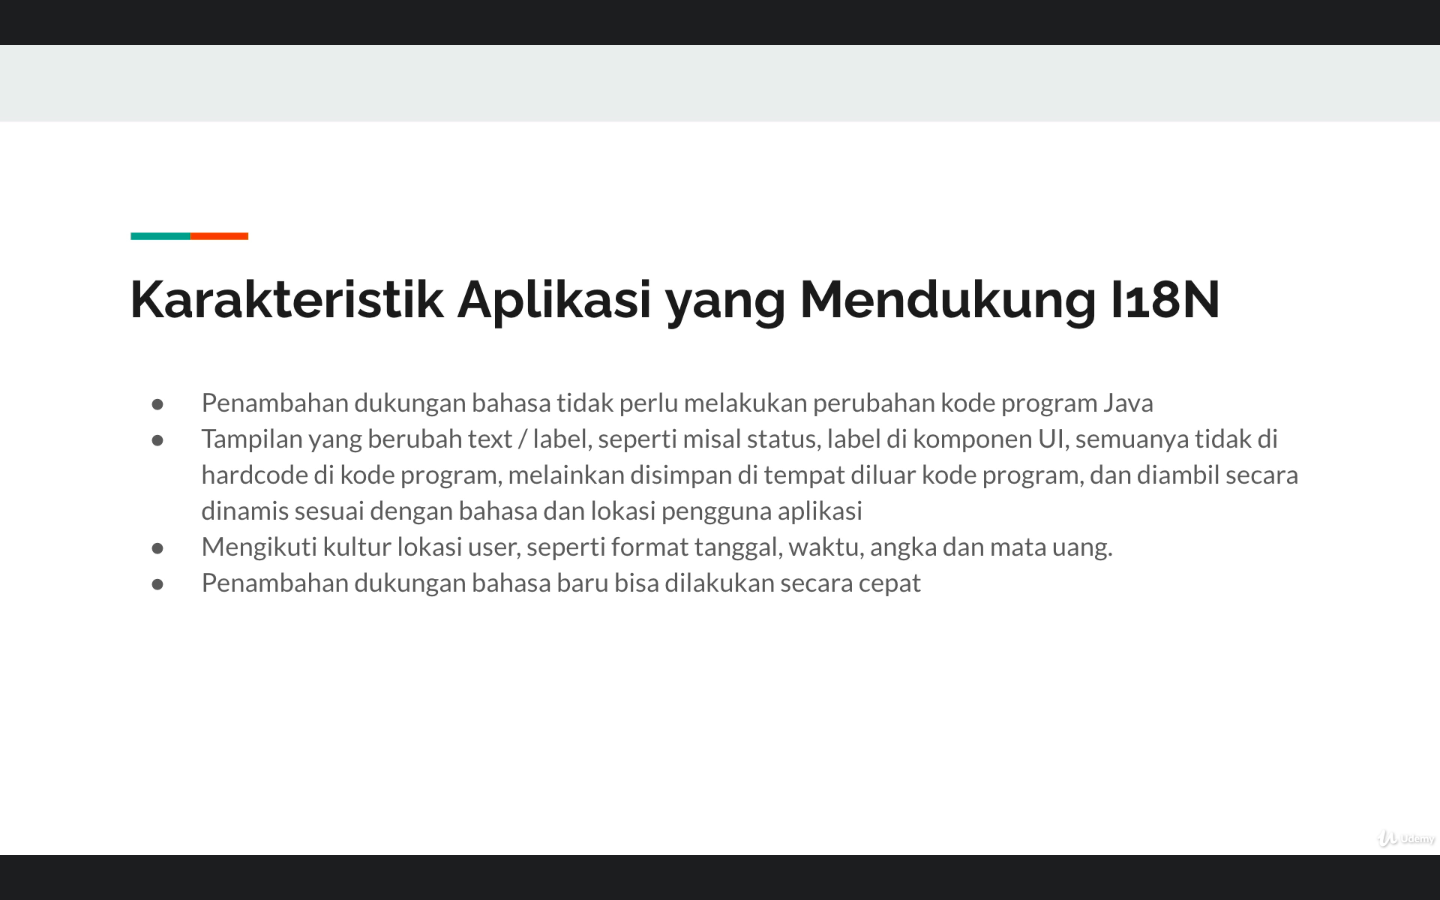 Karakteristik Aplikasi yang Mendukung I18N
● Penambahan dukungan bahasa tidak perlu melakukan perubahan kode program Java
● Tampilan yang berubah text / label, seperti misal status, label di komponen UI, semuanya tidak di
hardcode di kode program, melainkan disimpan di tempat diluar kode program, dan diambil secara
dinamis sesuai dengan bahasa dan lokasi pengguna aplikasi
● Mengikuti kultur lokasi user, seperti format tanggal, waktu, angka dan mata uang.
● Penambahan dukungan bahasa baru bisa dilakukan secara cepat
Udemy